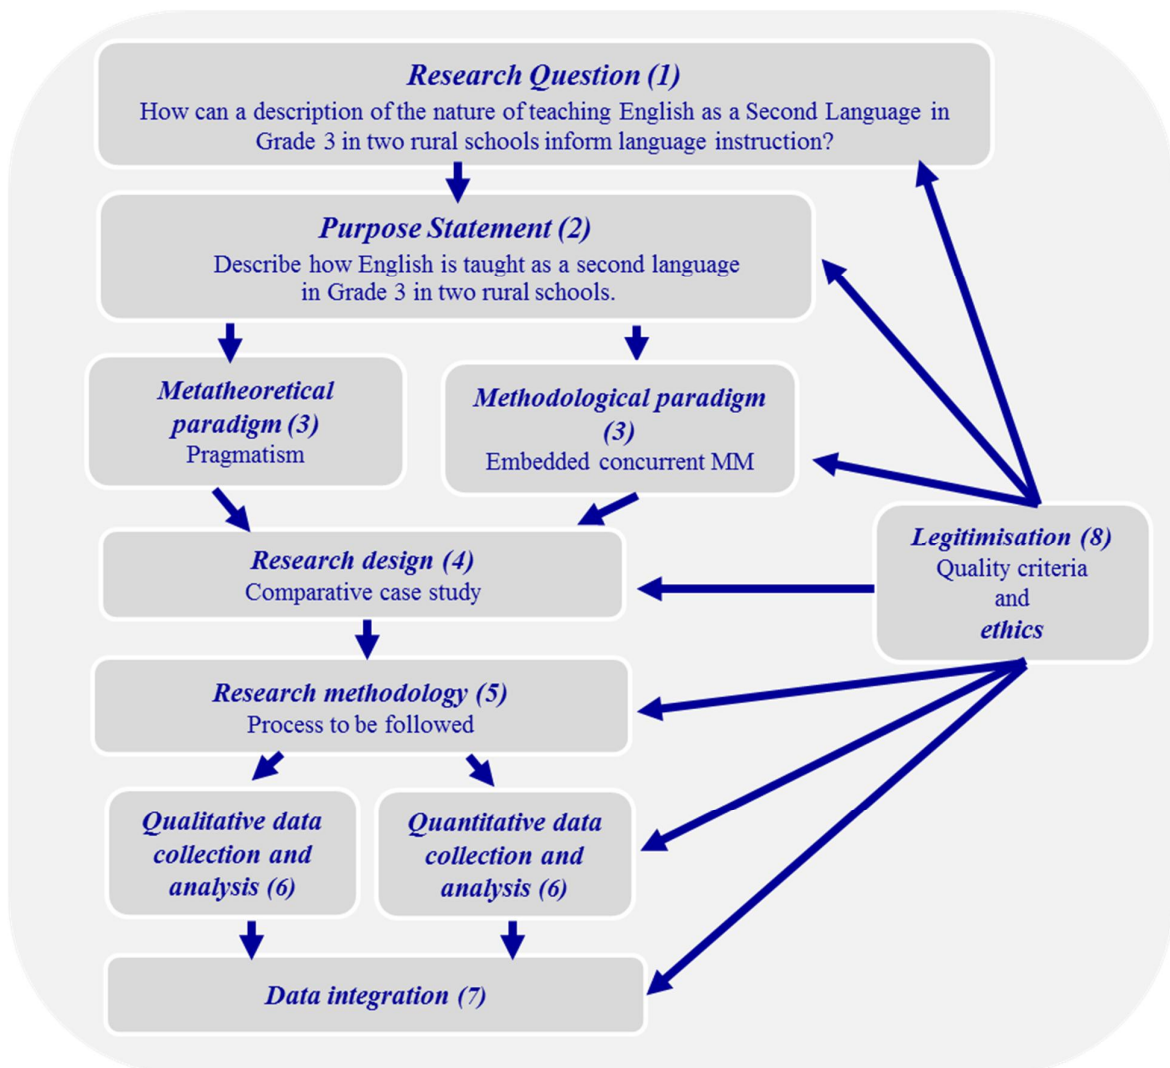 Research Question (1)
How can a description of the nature of teaching English as a Second Language in
Grade 3 in two rural schools inform language instruction?
Purpose Statement (2)
Describe how English is taught as a second language
in Grade 3 in two rural schools.
Metatheoretical
paradigm (3)
Pragmatism
Methodological paradigm
(3)
Embedded concurrent MM
Legitimisation (8)
Quality criteria
and
ethics
Research design (4)
Comparative case study
Research methodology (5)
Process to be followed
Qualitative data
collection and
analysis (6)
Quantitative data
collection and
analysis (6)
Data integration (7)